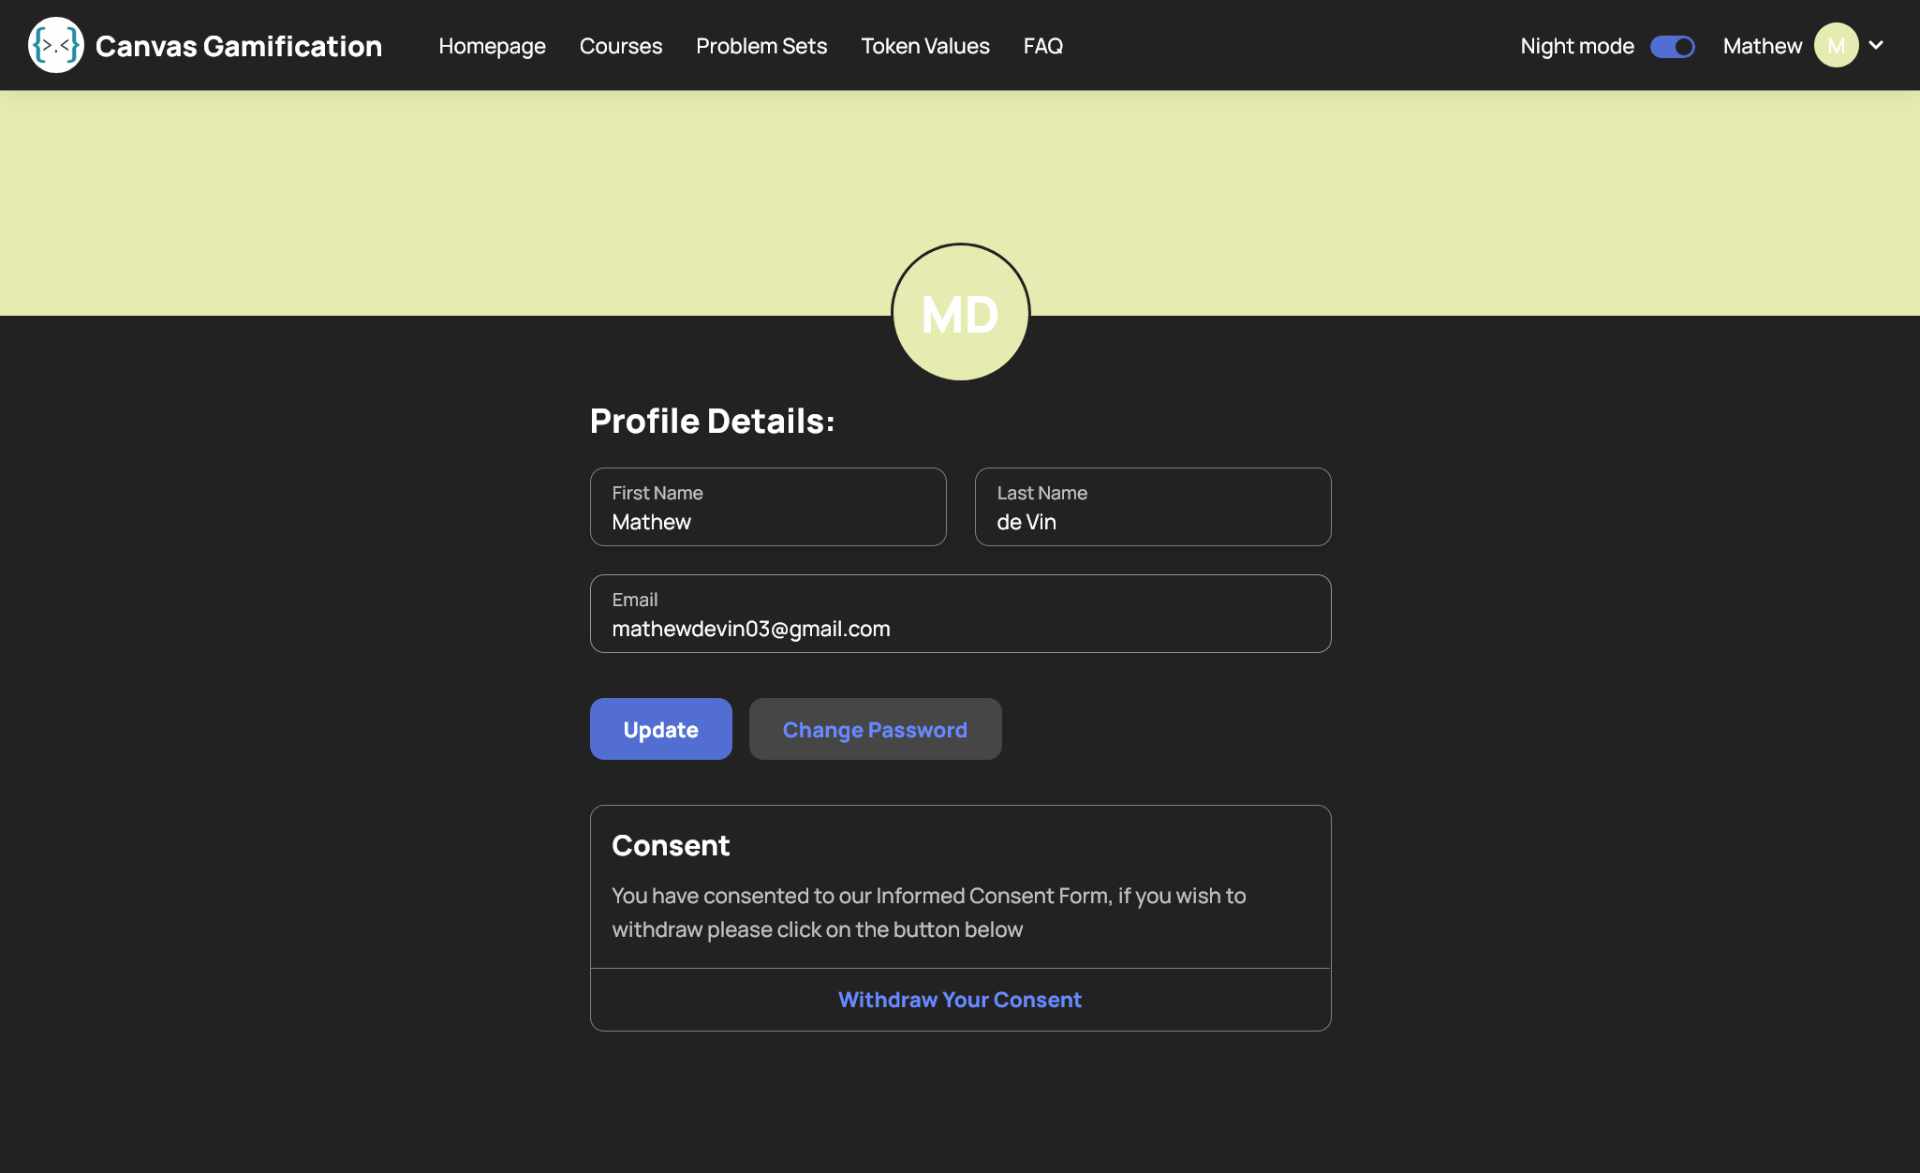 {>.<} Canvas Gamification Homepage Courses Problem Sets Token Values FAQ Night mode Mathew M
MD
Profile Details:
First Name Last Name
Mathew de Vin
Email
mathewdevin03@gmail.com
Update Change Password
Consent
You have consented to our Informed Consent Form, if you wish to
withdraw please click on the button below
Withdraw Your Consent